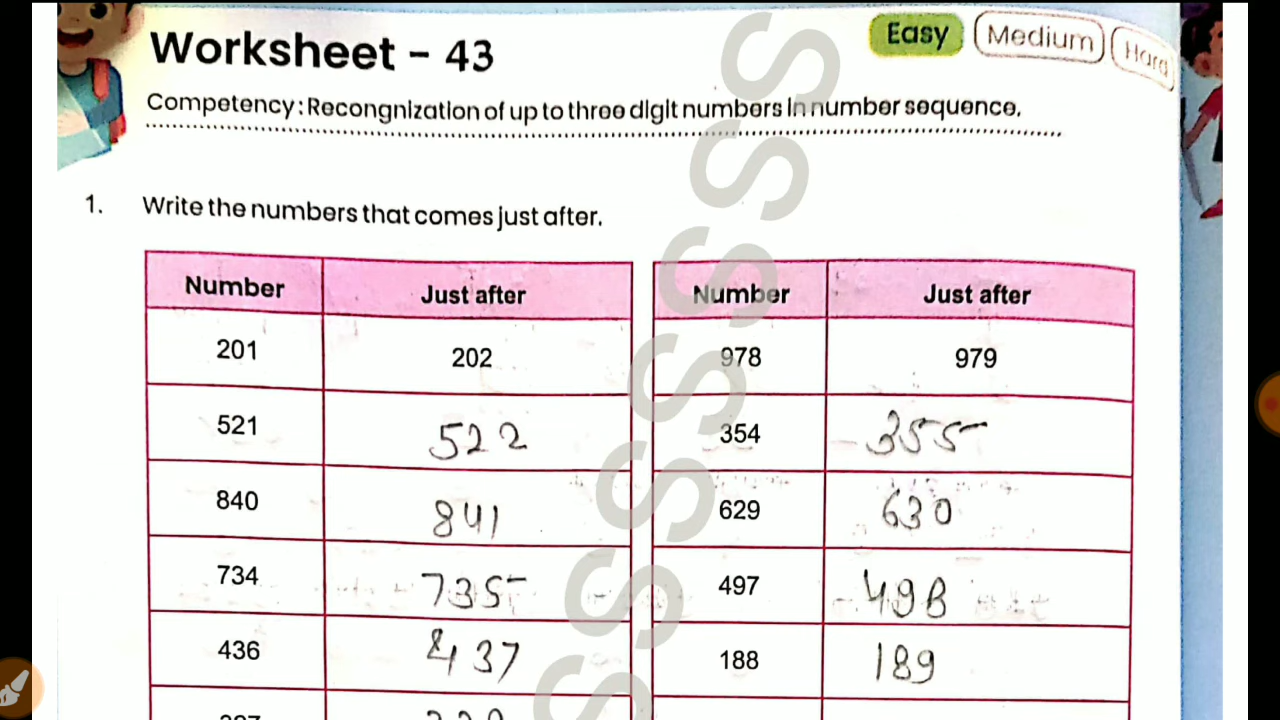 Worksheet - 43
Easy Medium Hard
Competency: Recongnization of up to three digit numbers in number sequence.
1. Write the numbers that comes just after.
Number Just after Number Just after
201 202 978 979
521 522 354 355
840 841 629 630
734 735 497 498
436 437 188 189
SSSSSSS